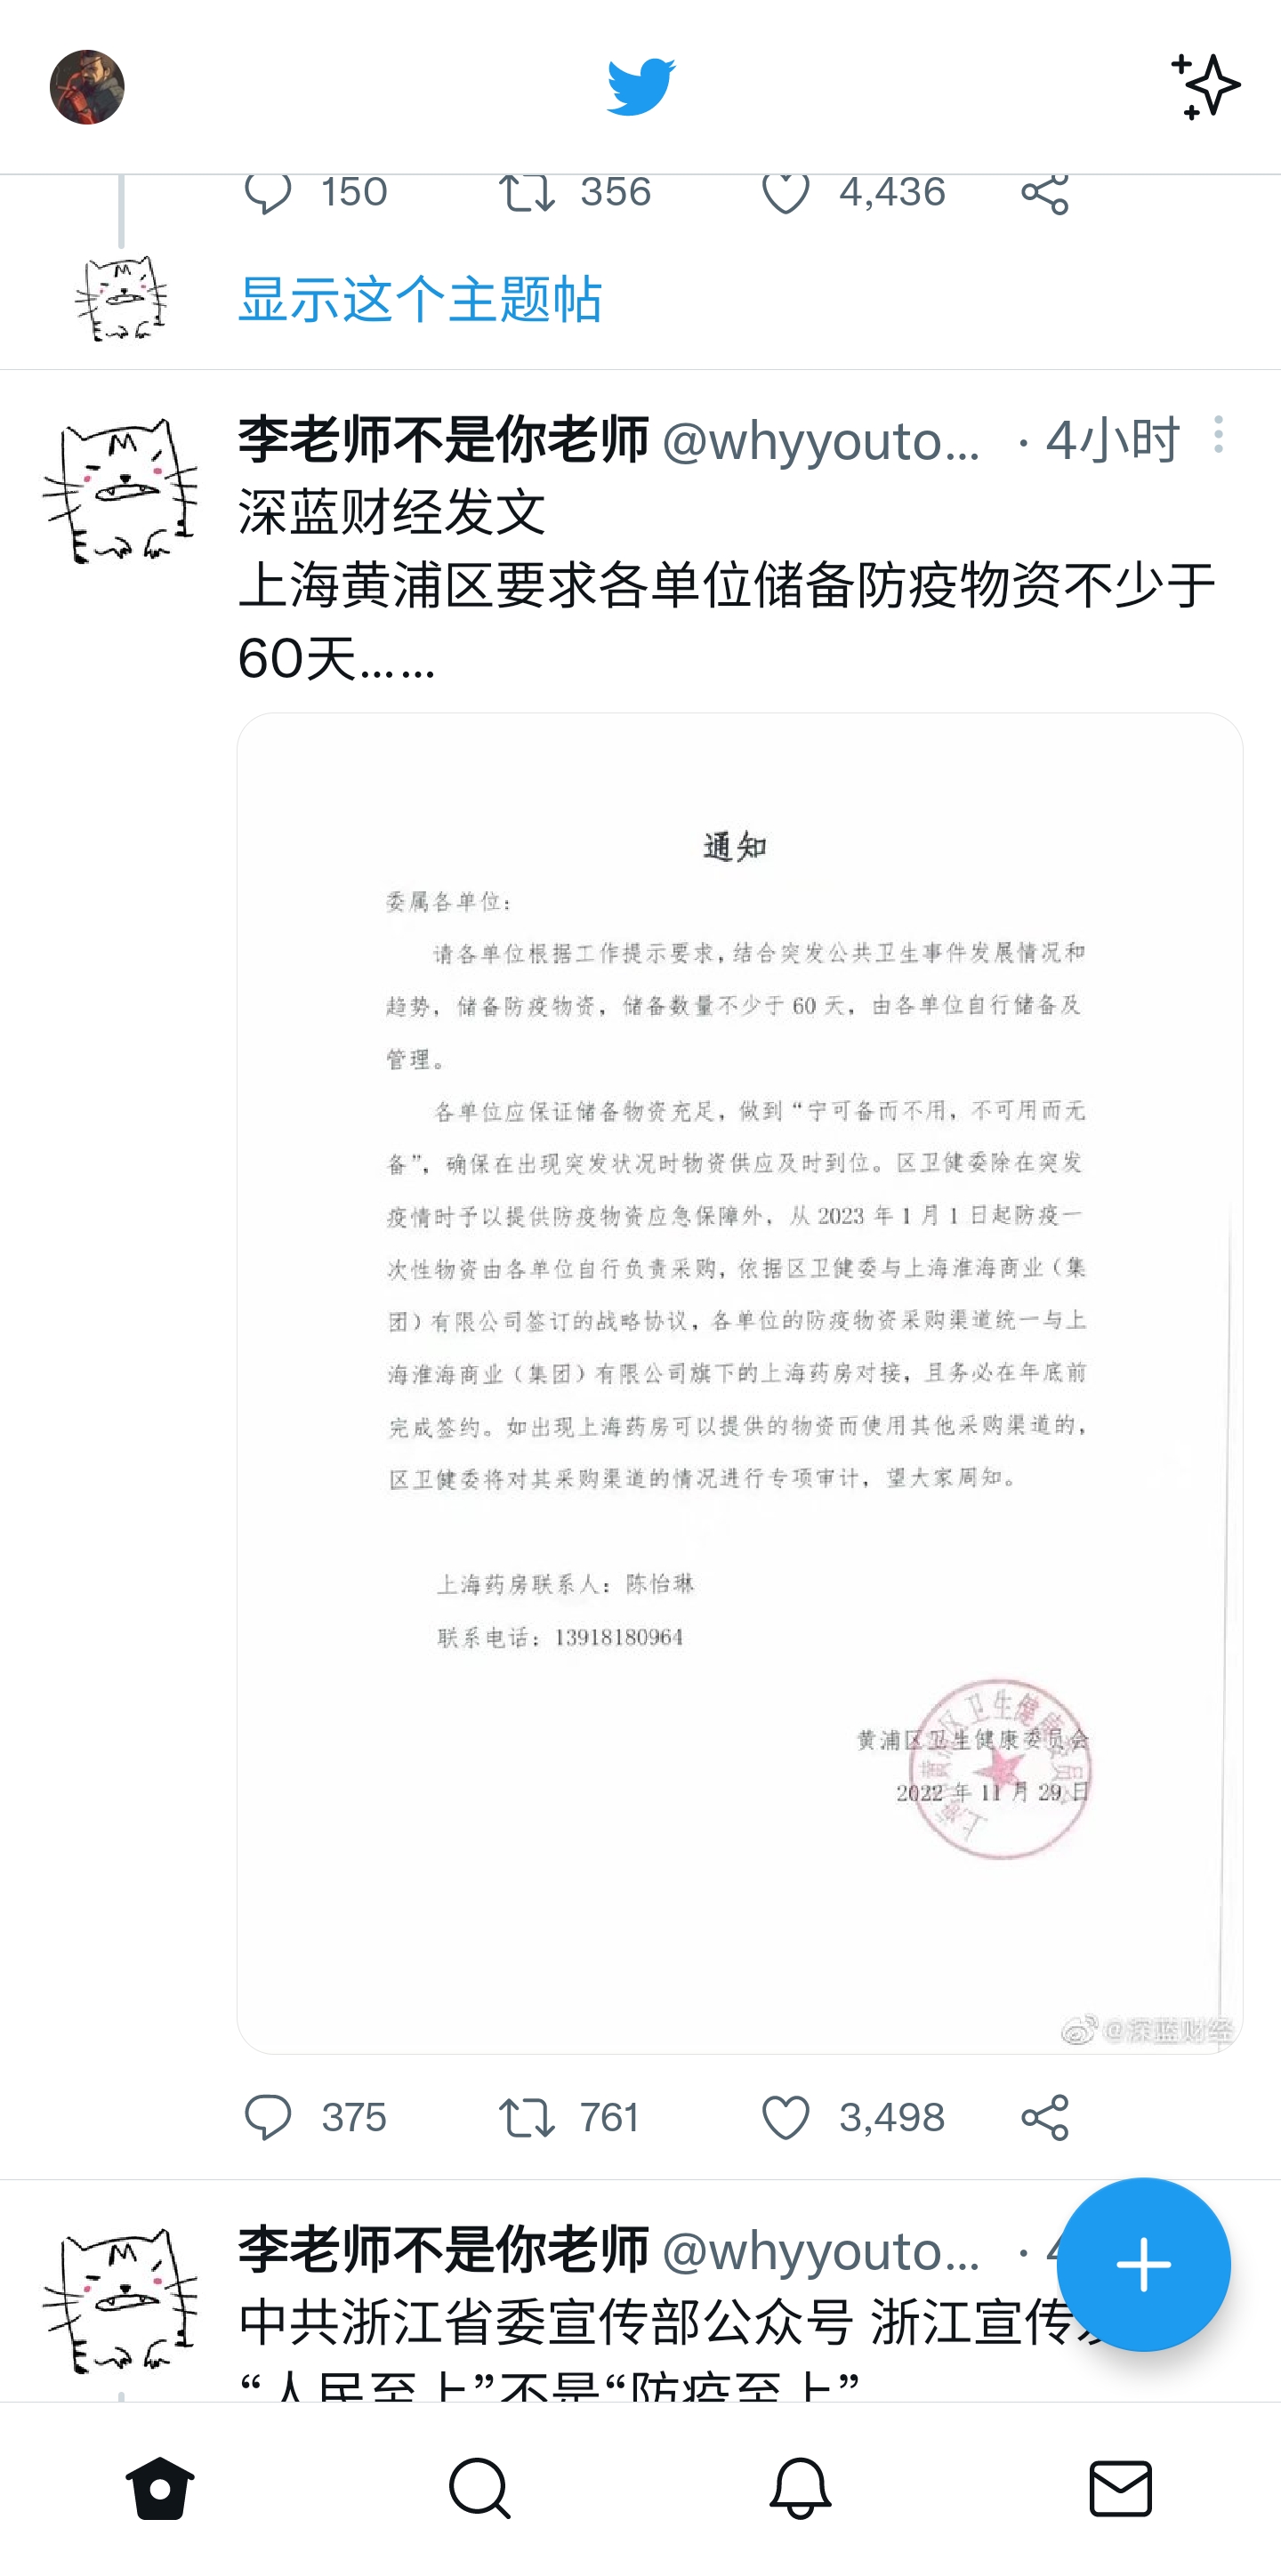 150 356 4,436
显示这个主题帖
李老师不是你老师 @whyyouto... · 4小时
深蓝财经发文
上海黄浦区要求各单位储备防疫物资不少于
60天……
通知
委属各单位：
请各单位根据工作提示要求，结合突发公共卫生事件发展情况和
趋势，储备防疫物资，储备数量不少于 60 天，由各单位自行储备及
管理。
各单位应保证储备物资充足，做到“宁可备而不用，不可用而无
备”，确保在出现突发状况时物资供应及时到位。区卫健委除在突发
疫情时予以提供防疫物资应急保障外，从 2023 年 1 月 1 日起防疫一
次性物资由各单位自行负责采购，依据区卫健委与上海淮海商业（集
团）有限公司签订的战略协议，各单位的防疫物资采购渠道统一与上
海淮海商业（集团）有限公司旗下的上海药房对接，且务必在年底前
完成签约。如出现上海药房可以提供的物资而使用其他采购渠道的，
区卫健委将对其采购渠道的情况进行专项审计，望大家周知。
上海药房联系人：陈怡琳
联系电话：13918180964
黄浦区卫生健康委员会
2022 年 11 月 29 日
上海市黄浦区卫生健康委员会
@深蓝财经
375 761 3,498
李老师不是你老师 @whyyouto... · 4
中共浙江省委宣传部公众号 浙江宣传
“人民至上”不是“防疫至上”